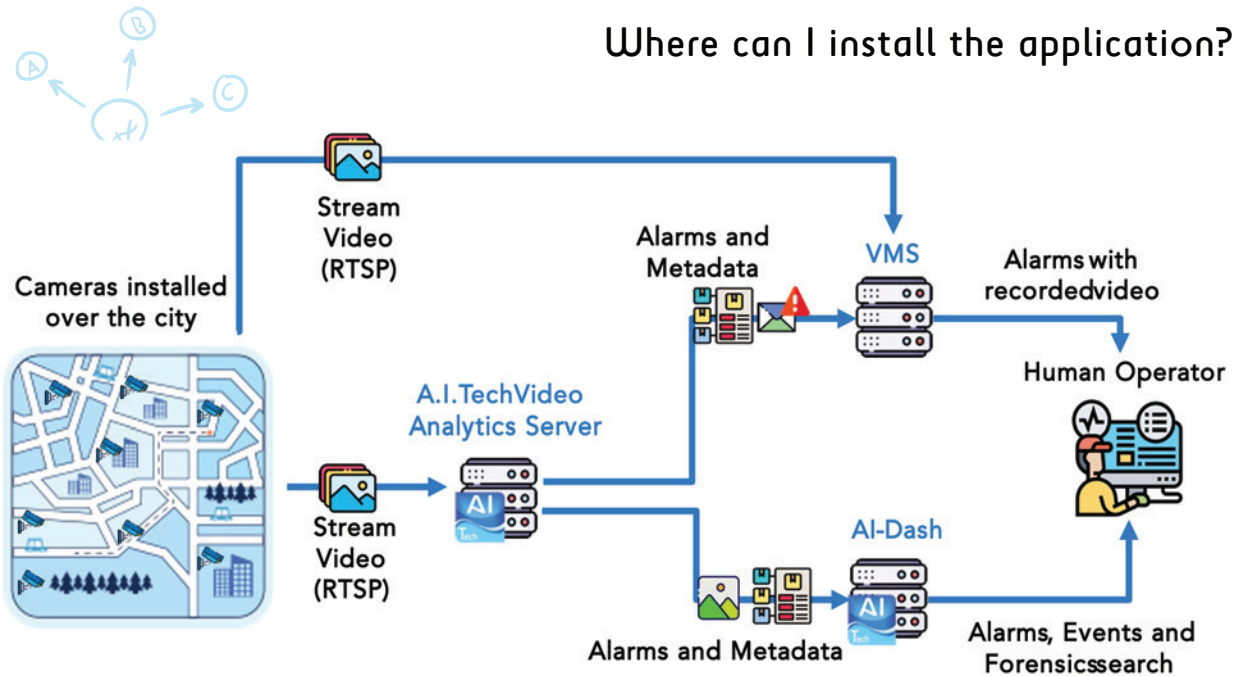 Where can I install the application?
A
B
C
Stream
Video
(RTSP)
Cameras installed
over the city
Stream
Video
(RTSP)
A.I.TechVideo
Analytics Server
AI
Tech
Alarms and
Metadata
VMS
Alarms with
recordedvideo
Human Operator
Alarms and Metadata
AI-Dash
AI
Tech
Alarms, Events and
Forensicssearch